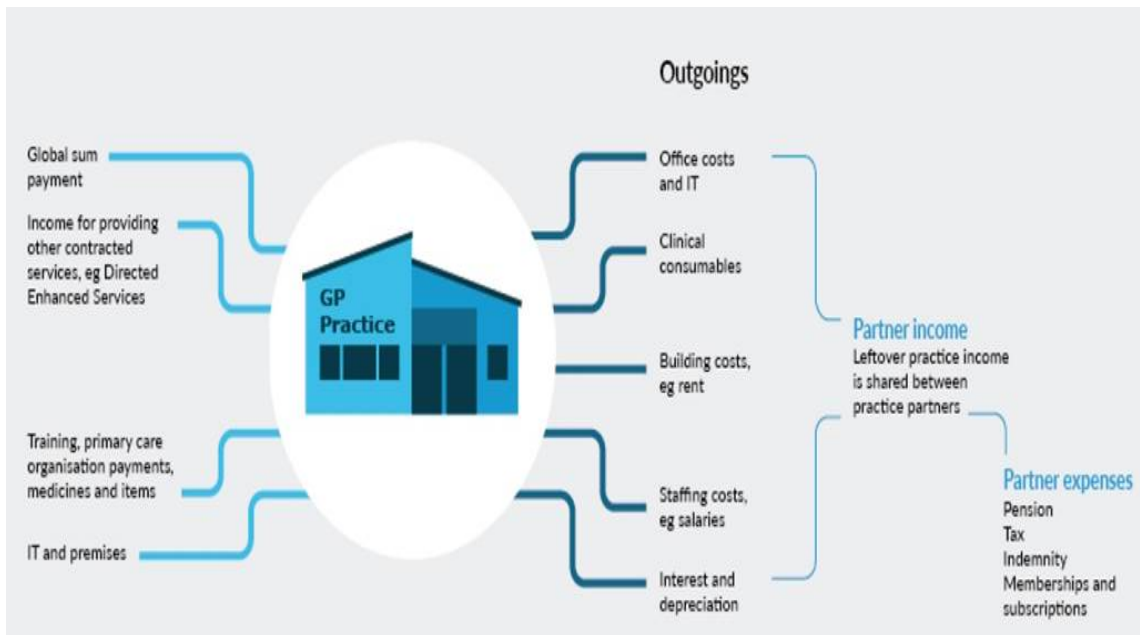 Outgoings
Global sum
payment
Income for providing
other contracted
services, eg Directed
Enhanced Services
Training, primary care
organisation payments,
medicines and items
IT and premises
GP
Practice
Office costs
and IT
Clinical
consumables
Building costs,
eg rent
Staffing costs,
eg salaries
Interest and
depreciation
Partner income
Leftover practice income
is shared between
practice partners
Partner expenses
Pension
Tax
Indemnity
Memberships and
subscriptions